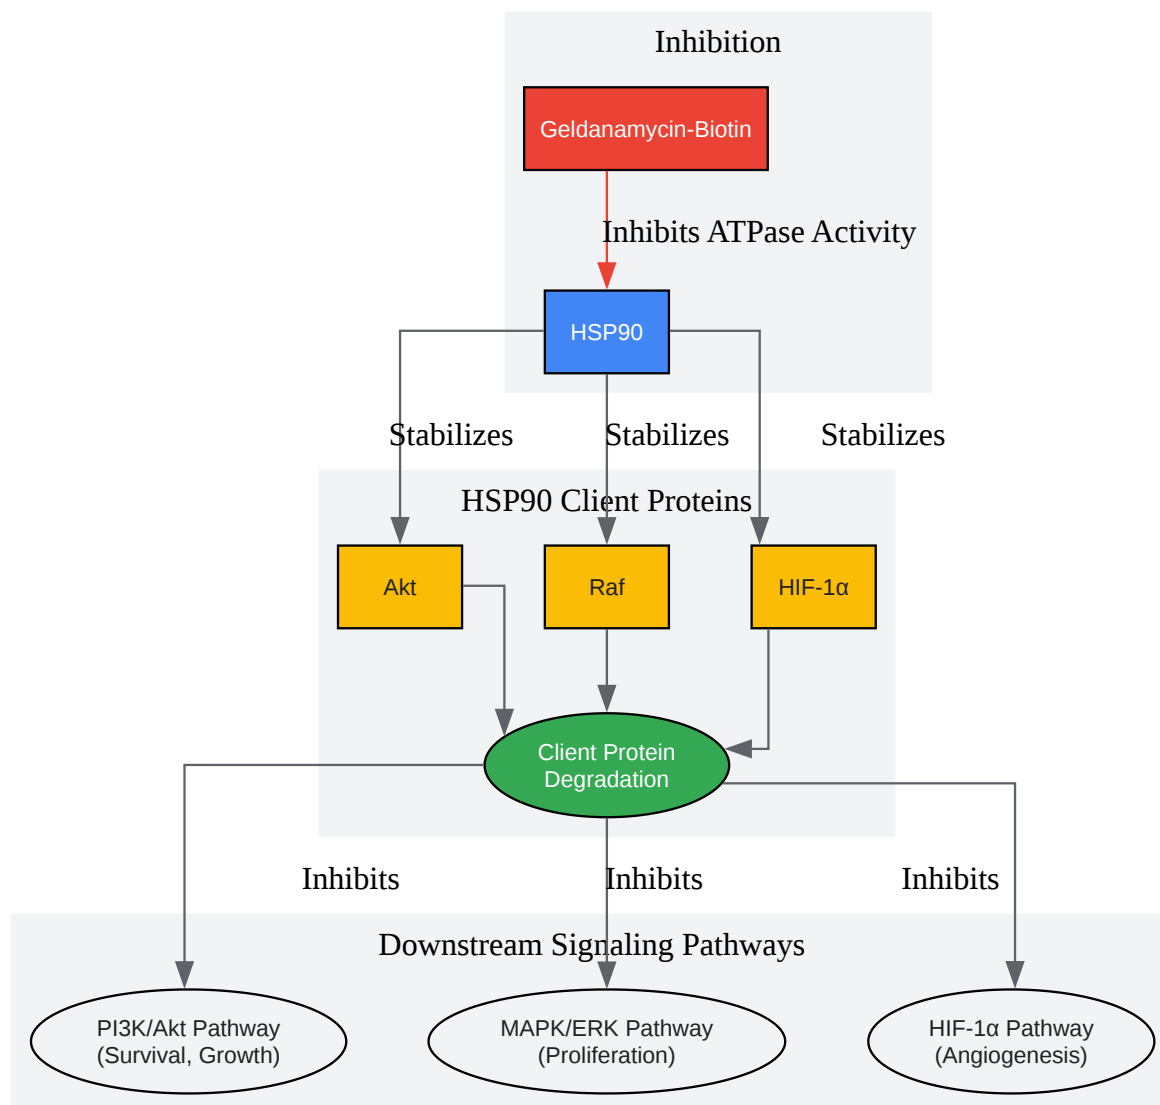 Inhibition
Geldanamycin-Biotin
Inhibits ATPase Activity
HSP90
Stabilizes
Stabilizes
Stabilizes
HSP90 Client Proteins
Akt
Raf
HIF-1α
Client Protein
Degradation
Inhibits
Inhibits
Inhibits
Downstream Signaling Pathways
PI3K/Akt Pathway
(Survival, Growth)
MAPK/ERK Pathway
(Proliferation)
HIF-1α Pathway
(Angiogenesis)